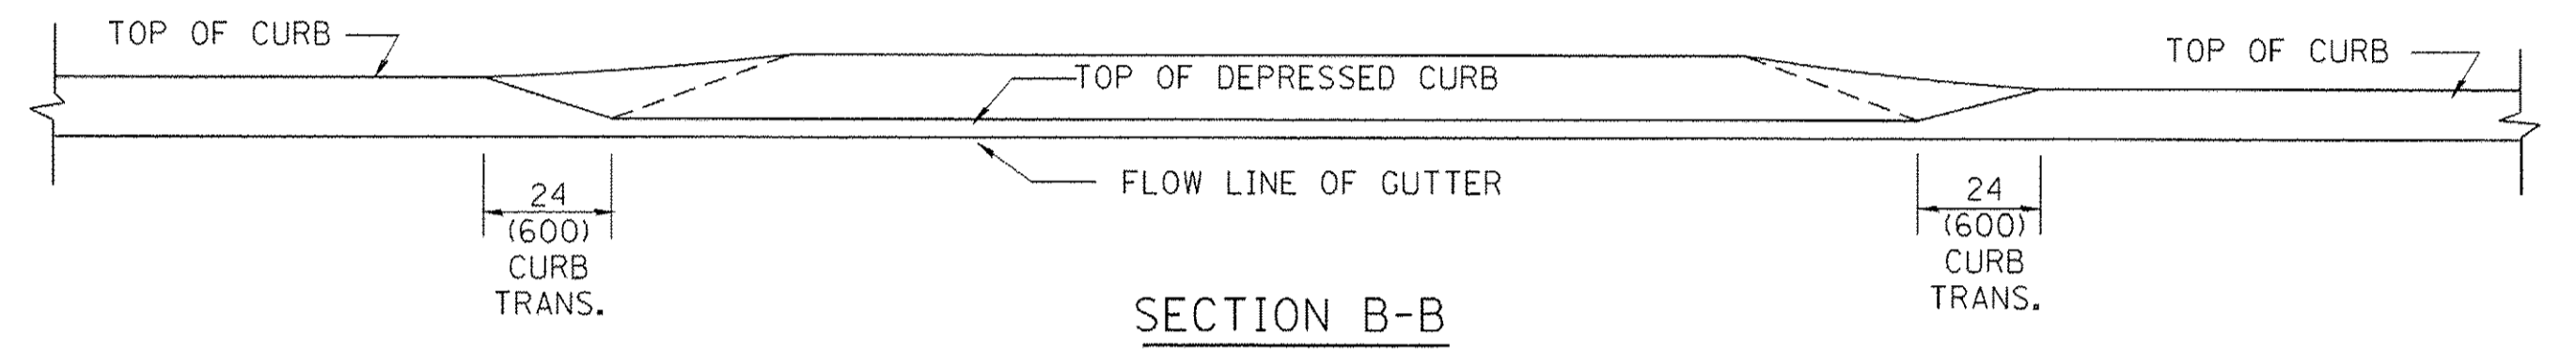 TOP OF CURB
TOP OF CURB
TOP OF DEPRESSED CURB
FLOW LINE OF GUTTER
24
(600)
CURB
TRANS.
24
(600)
CURB
TRANS.
SECTION B-B